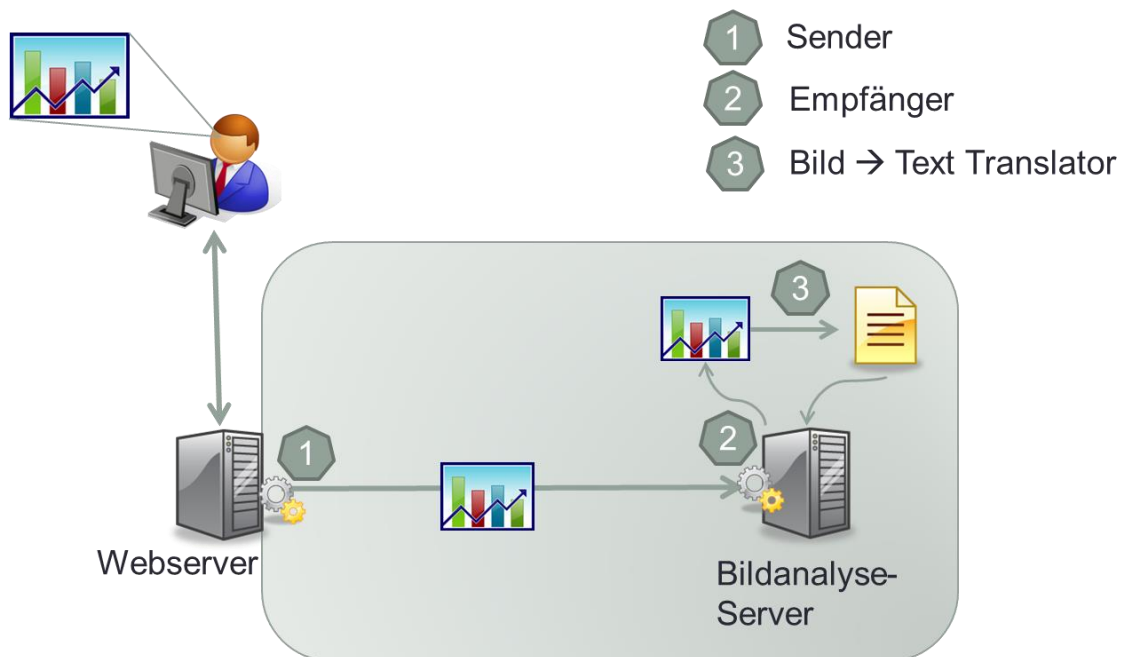 1 Sender
2 Empfänger
3 Bild → Text Translator
3
1
2
Webserver
Bildanalyse-
Server